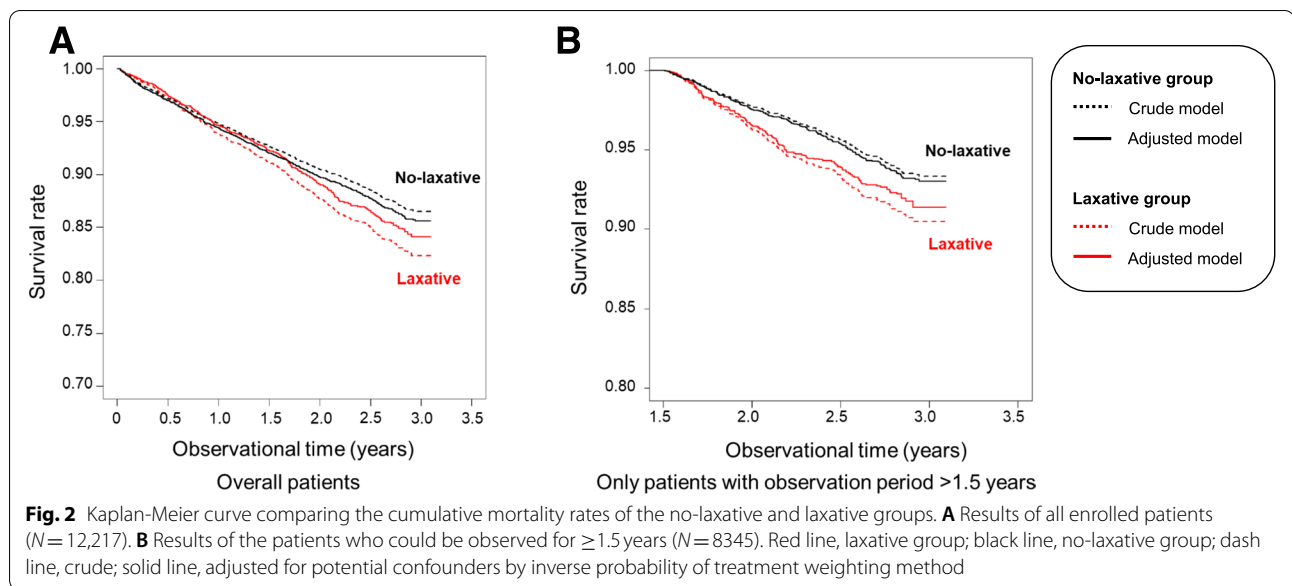 A
Survival rate
1.00
0.95
0.90
0.85
0.80
0.75
0.70
No-laxative
Laxative
0 0.5 1.0 1.5 2.0 2.5 3.0 3.5
Observational time (years)
Overall patients
B
Survival rate
1.00
0.95
0.90
0.85
0.80
No-laxative
Laxative
1.5 2.0 2.5 3.0 3.5
Observational time (years)
Only patients with observation period >1.5 years
No-laxative group
Crude model
Adjusted model
Laxative group
Crude model
Adjusted model
Fig. 2 Kaplan-Meier curve comparing the cumulative mortality rates of the no-laxative and laxative groups. A Results of all enrolled patients
(N = 12,217). B Results of the patients who could be observed for ≥1.5 years (N = 8345). Red line, laxative group; black line, no-laxative group; dash
line, crude; solid line, adjusted for potential confounders by inverse probability of treatment weighting method